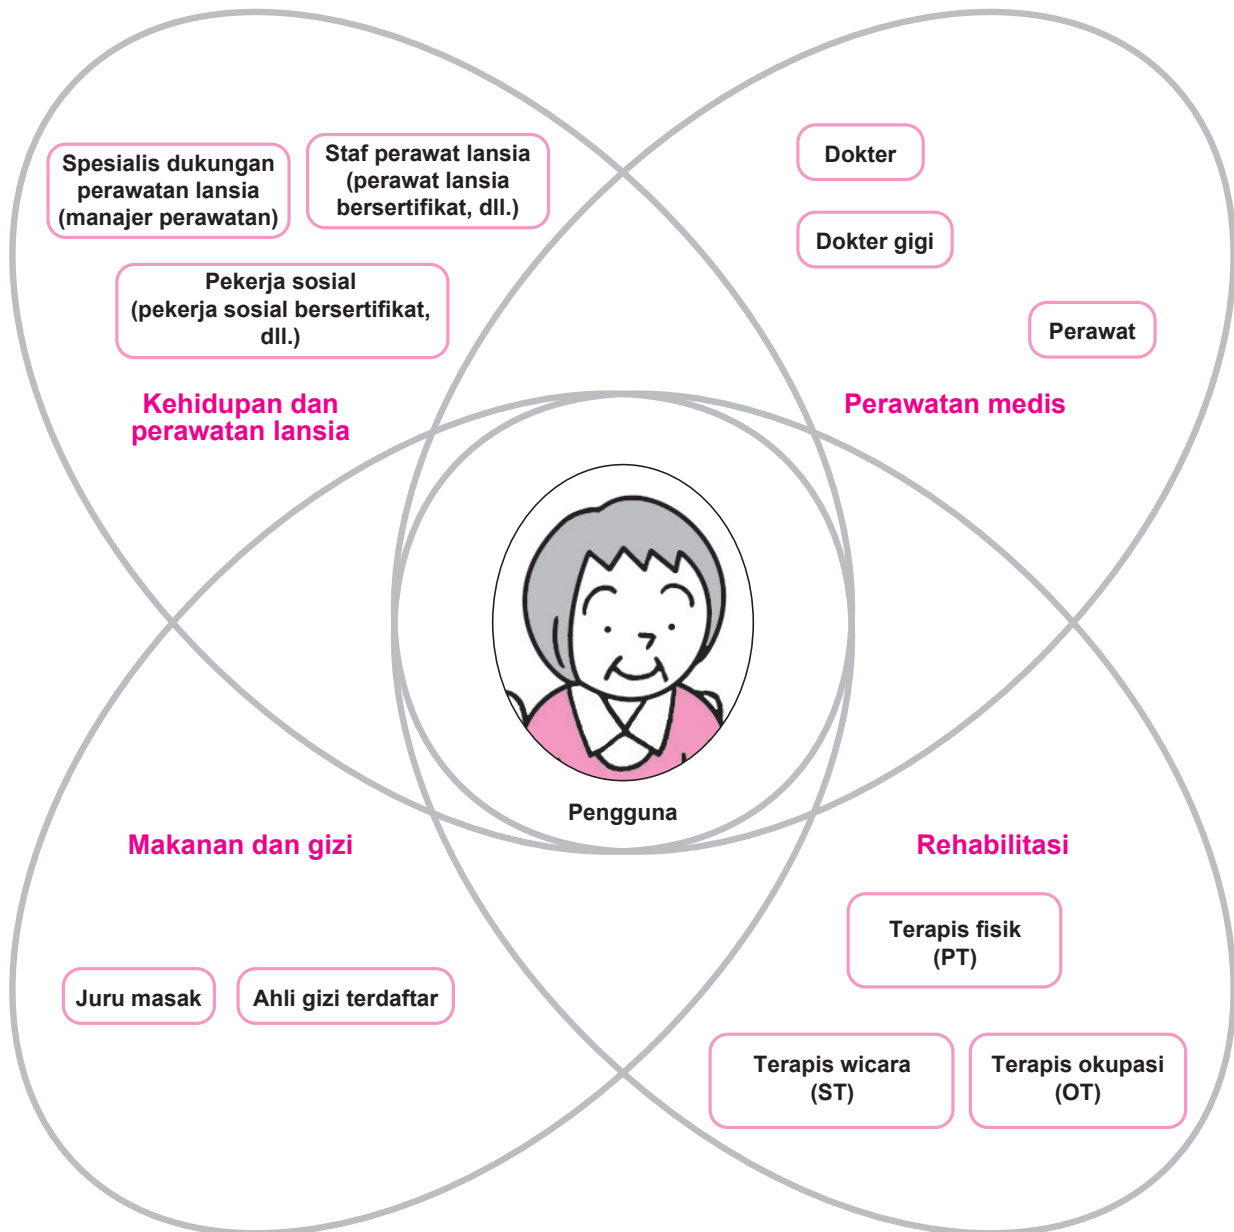 Spesialis dukungan
perawatan lansia
(manajer perawatan)
Staf perawat lansia
(perawat lansia
bersertifikat, dll.)
Pekerja sosial
(pekerja sosial bersertifikat,
dll.)
Kehidupan dan
perawatan lansia
Dokter
Dokter gigi
Perawat
Perawatan medis
Pengguna
Makanan dan gizi
Juru masak
Ahli gizi terdaftar
Rehabilitasi
Terapis fisik
(PT)
Terapis wicara
(ST)
Terapis okupasi
(OT)